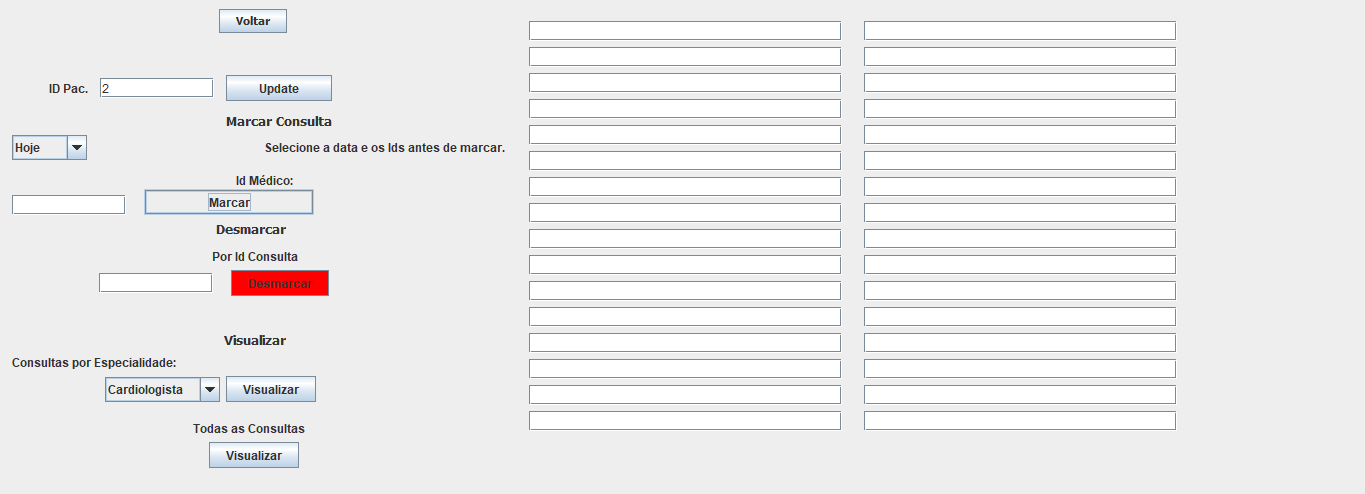 Voltar
ID Pac. 2 Update
Marcar Consulta
Hoje Selecione a data e os Ids antes de marcar.
Id Médico:
Marcar
Desmarcar
Por Id Consulta
Desmarcar
Visualizar
Consultas por Especialidade:
Cardiologista Visualizar
Todas as Consultas
Visualizar